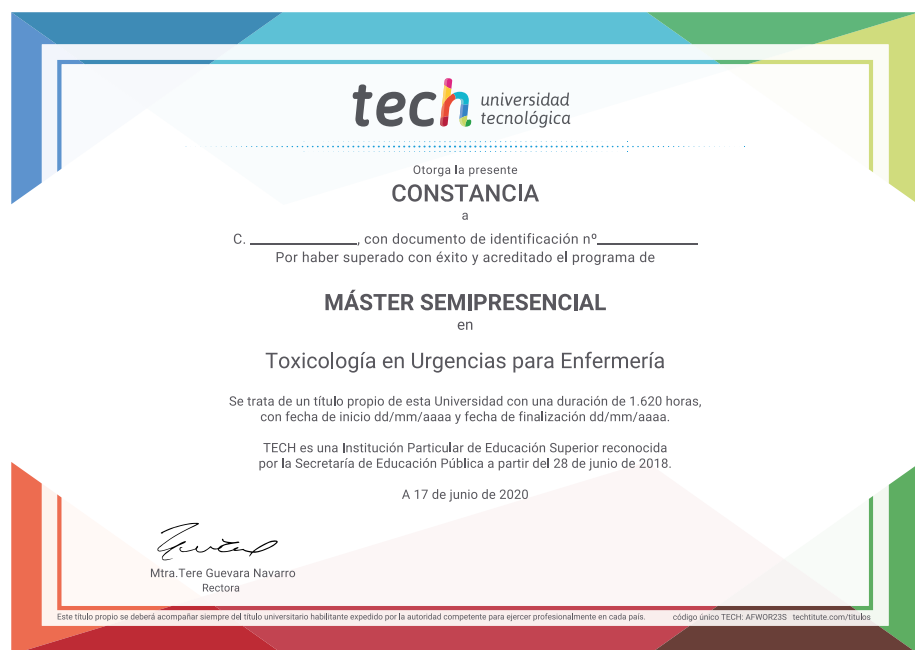 tech universidad
tecnológica
Otorga la presente
CONSTANCIA
a
C. ____________, con documento de identificación nº____________
Por haber superado con éxito y acreditado el programa de
MÁSTER SEMIPRESENCIAL
en
Toxicología en Urgencias para Enfermería
Se trata de un título propio de esta Universidad con una duración de 1.620 horas,
con fecha de inicio dd/mm/aaaa y fecha de finalización dd/mm/aaaa.
TECH es una Institución Particular de Educación Superior reconocida
por la Secretaría de Educación Pública a partir del 28 de junio de 2018.
A 17 de junio de 2020
Mtra.Tere Guevara Navarro
Rectora
Este título propio se deberá acompañar siempre del título universitario habilitante expedido por la autoridad competente para ejercer profesionalmente en cada país. código único TECH: AFWOR23S techtitute.com/titulos